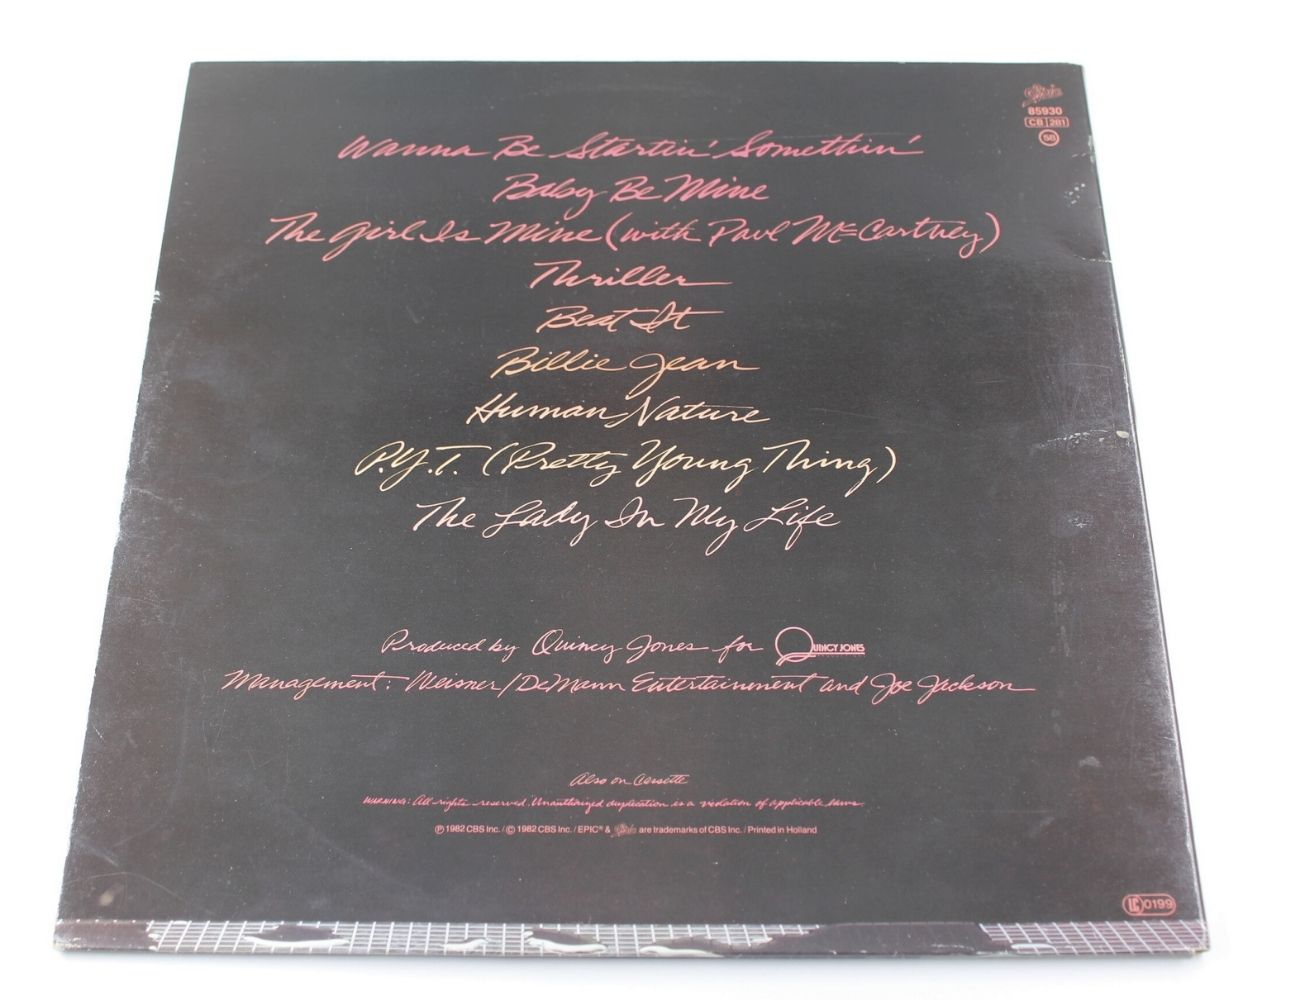 Epic
85930
CB 281
SB
Wanna Be Startin' Somethin'
Baby Be Mine
The Girl Is Mine (with Paul McCartney)
Thriller
Beat It
Billie Jean
Human Nature
P.Y.T. (Pretty Young Thing)
The Lady In My Life
Produced by Quincy Jones for QUINCY JONES
Management: Weisner/DeMann Entertainment and Joe Jackson
Also on Cassette
WARNING: All rights reserved. Unauthorized duplication is a violation of applicable laws.
℗ 1982 CBS Inc. / © 1982 CBS Inc. / EPIC® & Epic are trademarks of CBS Inc. / Printed in Holland
LC 0199